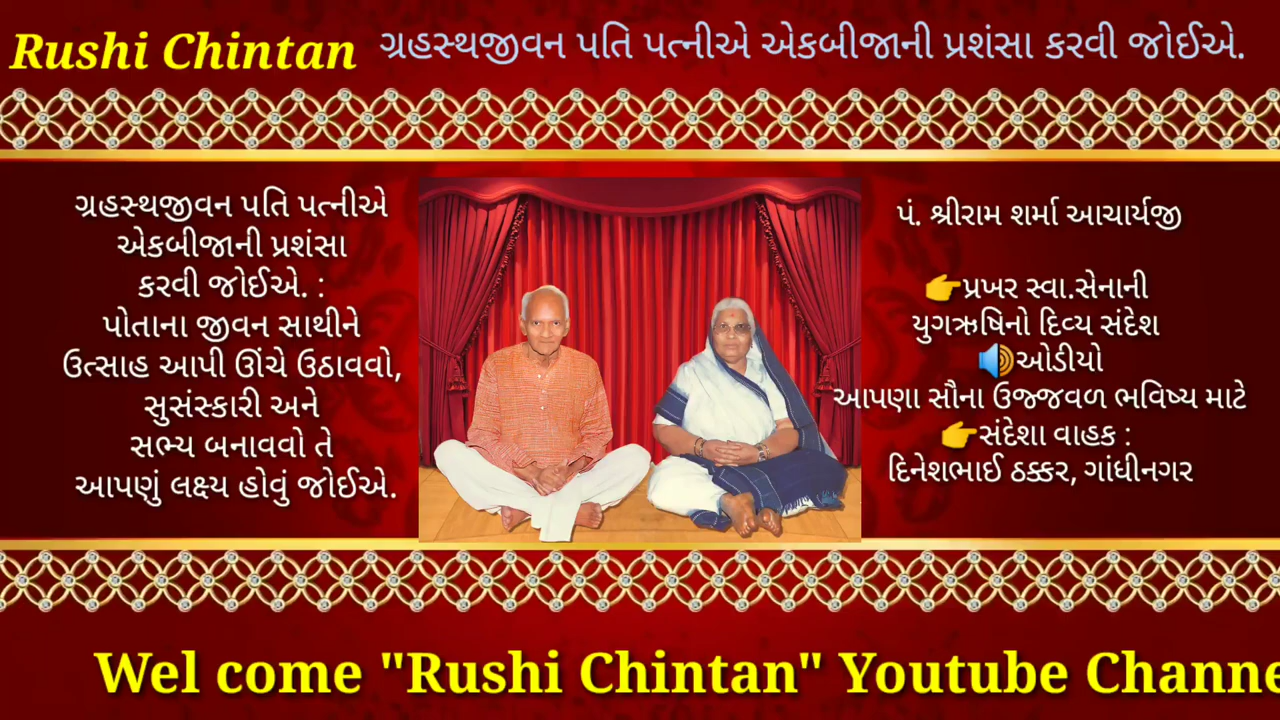 Rushi Chintan
ગ્રહસ્થજીવન પતિ પત્નીએ એકબીજાની પ્રશંસા કરવી જોઈએ.
ગ્રહસ્થજીવન પતિ પત્નીએ
એકબીજાની પ્રશંસા
કરવી જોઈએ. :
પોતાના જીવન સાથીને
ઉત્સાહ આપી ઊંચે ઉઠાવવો,
સુસંસ્કારી અને
સભ્ય બનાવવો તે
આપણું લક્ષ્ય હોવું જોઈએ.
પં. શ્રીરામ શર્મા આચાર્યજી
👉પ્રખર સ્વા.સેનાની
યુગઋષિનો દિવ્ય સંદેશ
🔊ઓડીયો
આપણા સૌના ઉજ્જવળ ભવિષ્ય માટે
👉સંદેશા વાહક :
દિનેશભાઈ ઠક્કર, ગાંધીનગર
Wel come "Rushi Chintan" Youtube Channe